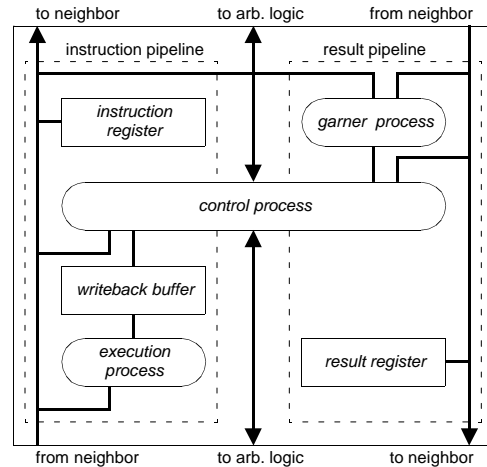 to neighbor to arb. logic from neighbor
instruction pipeline result pipeline
instruction
register
garner process
control process
writeback buffer
execution
process
result register
from neighbor to arb. logic to neighbor